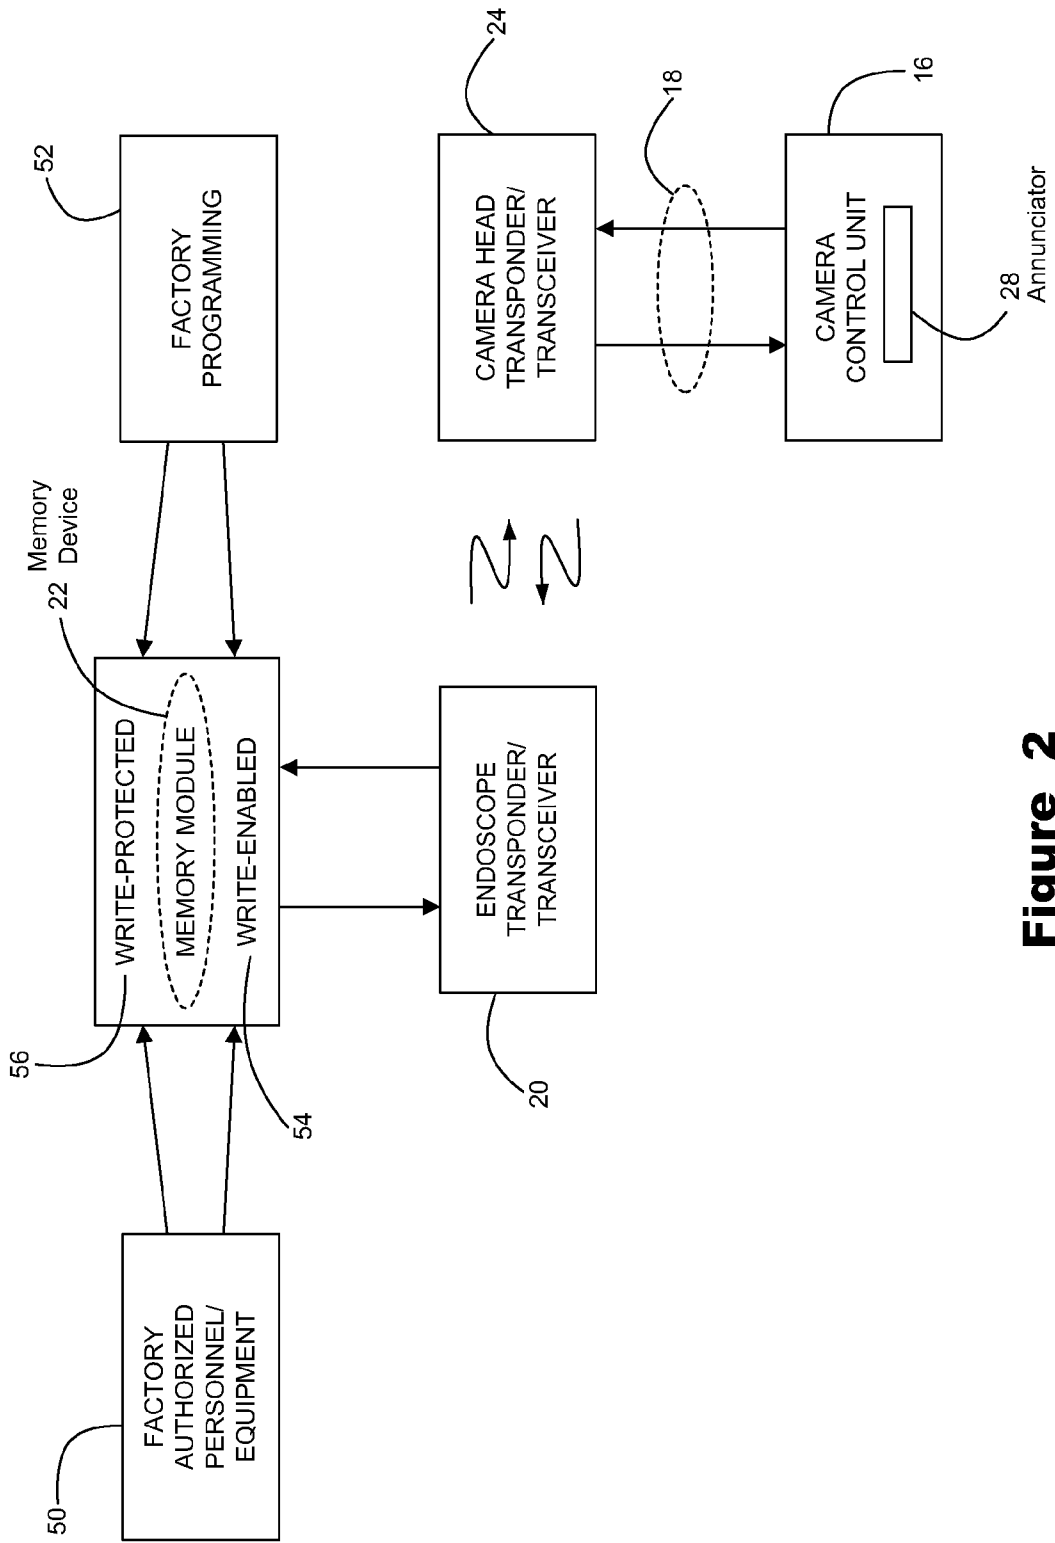 50
FACTORY
AUTHORIZED
PERSONNEL/
EQUIPMENT
56
WRITE-PROTECTED
MEMORY MODULE
WRITE-ENABLED
54
22
Memory
Device
52
FACTORY
PROGRAMMING
20
ENDOSCOPE
TRANSPONDER/
TRANSCEIVER
24
CAMERA HEAD
TRANSPONDER/
TRANSCEIVER
18
16
CAMERA
CONTROL UNIT
28
Annunciator
Figure 2